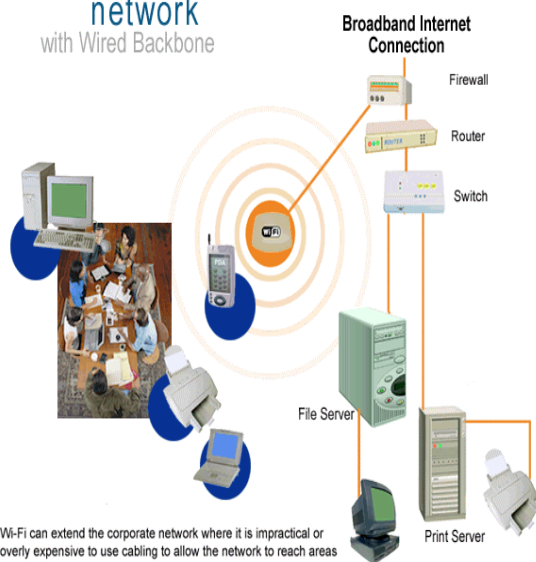 network
with Wired Backbone
Broadband Internet
Connection
Firewall
ROUTER
Router
Switch
Wi Fi
PDA
File Server
Print Server
Wi-Fi can extend the corporate network where it is impractical or
overly expensive to use cabling to allow the network to reach areas